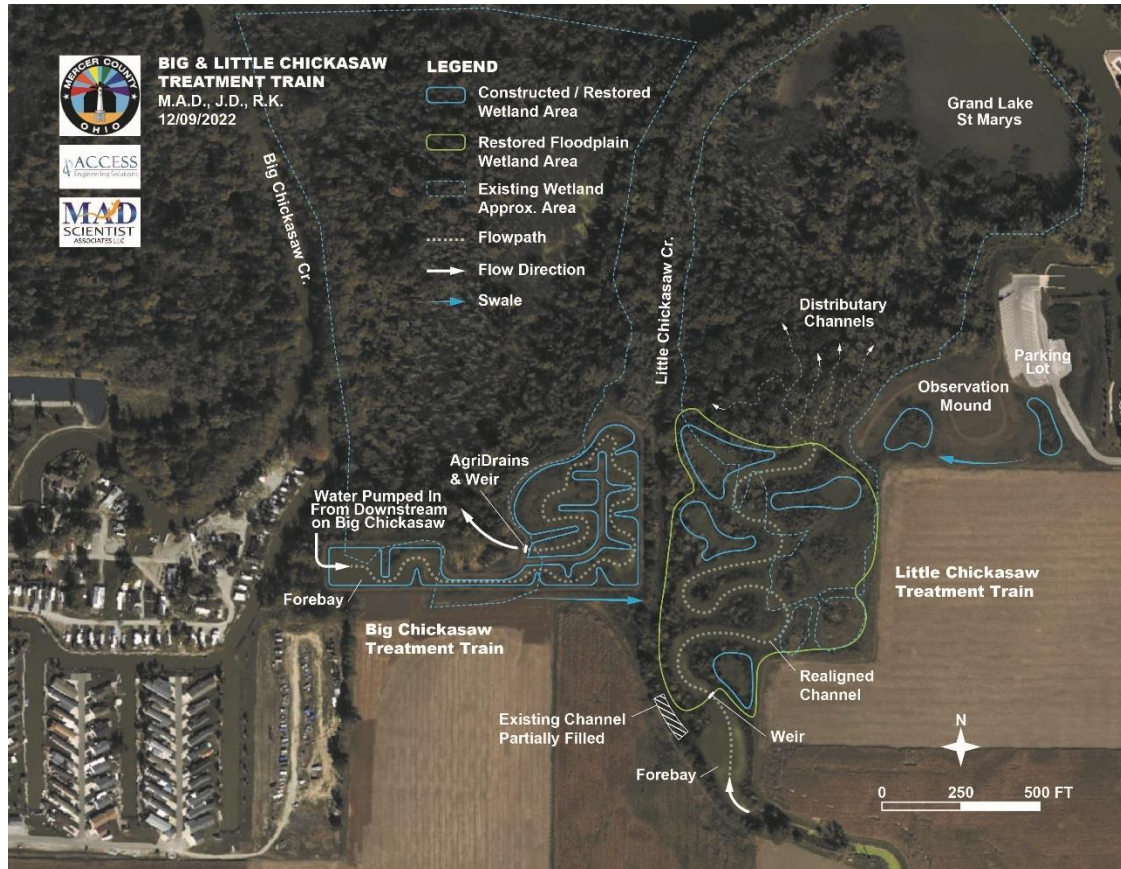 MERCER COUNTY
OHIO
BIG & LITTLE CHICKASAW
TREATMENT TRAIN
M.A.D., J.D., R.K.
12/09/2022
ACCESS
Engineering Solutions
MAD
SCIENTIST
ASSOCIATES LLC
LEGEND
Constructed / Restored
Wetland Area
Restored Floodplain
Wetland Area
Existing Wetland
Approx. Area
Flowpath
Flow Direction
Swale
Big Chickasaw Cr.
Little Chickasaw Cr.
Grand Lake
St Marys
Distributary
Channels
Parking
Lot
Observation
Mound
AgriDrains
& Weir
Water Pumped In
From Downstream
on Big Chickasaw
Forebay
Big Chickasaw
Treatment Train
Little Chickasaw
Treatment Train
Realigned
Channel
Existing Channel
Partially Filled
Weir
Forebay
N
0 250 500 FT